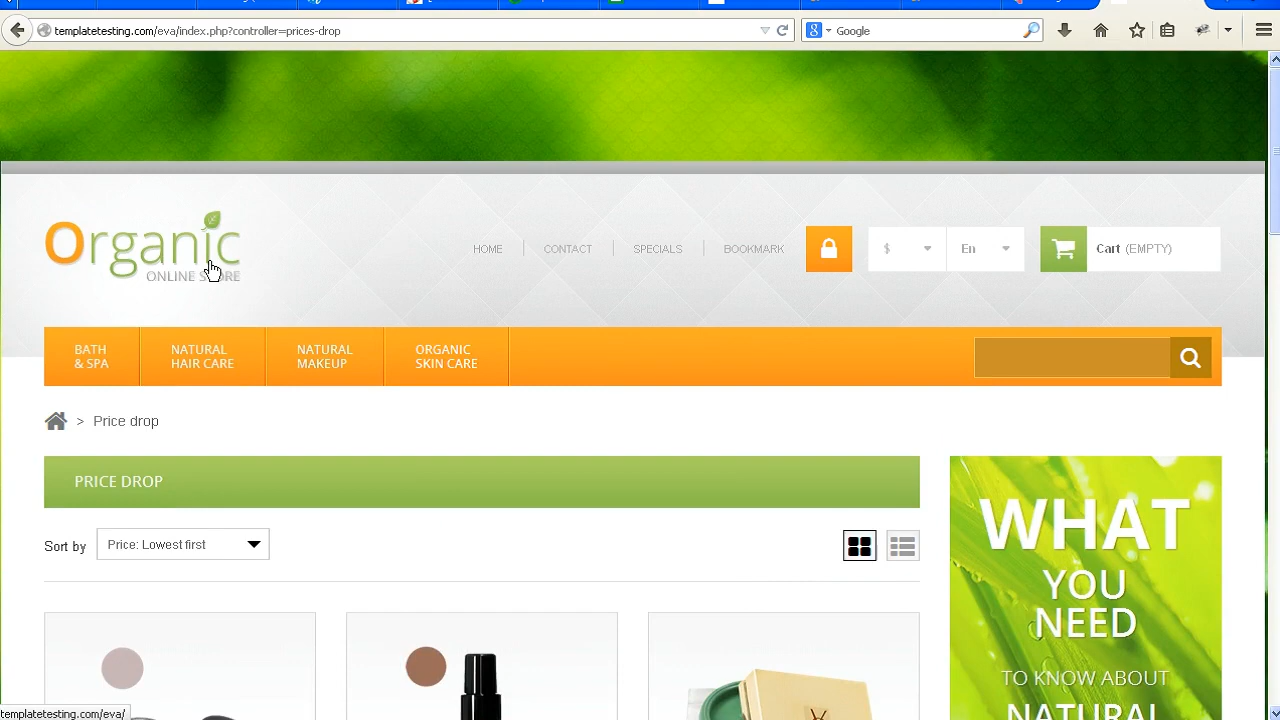 mplatetesting.com/eva/index.php?controller=prices-drop
Google
Organic
ONLINE STORE
HOME
CONTACT
SPECIALS
BOOKMARK
$
En
Cart (EMPTY)
BATH
& SPA
NATURAL
HAIR CARE
NATURAL
MAKEUP
ORGANIC
SKIN CARE
> Price drop
PRICE DROP
Sort by
Price: Lowest first
WHAT
YOU
NEED
TO KNOW ABOUT
NATURAL
templatetesting.com/eva/